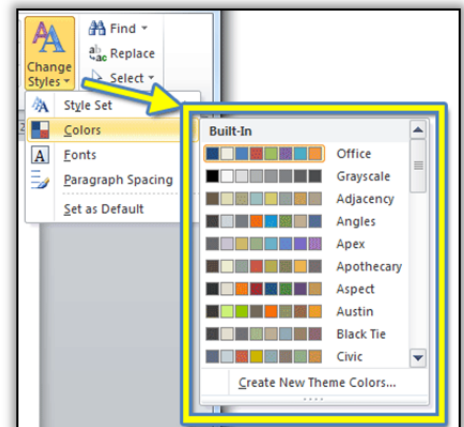 Change
Styles
Find
Replace
Select
Style Set
Colors
Fonts
Paragraph Spacing
Set as Default
Built-In
Office
Grayscale
Adjacency
Angles
Apex
Apothecary
Aspect
Austin
Black Tie
Civic
Create New Theme Colors...